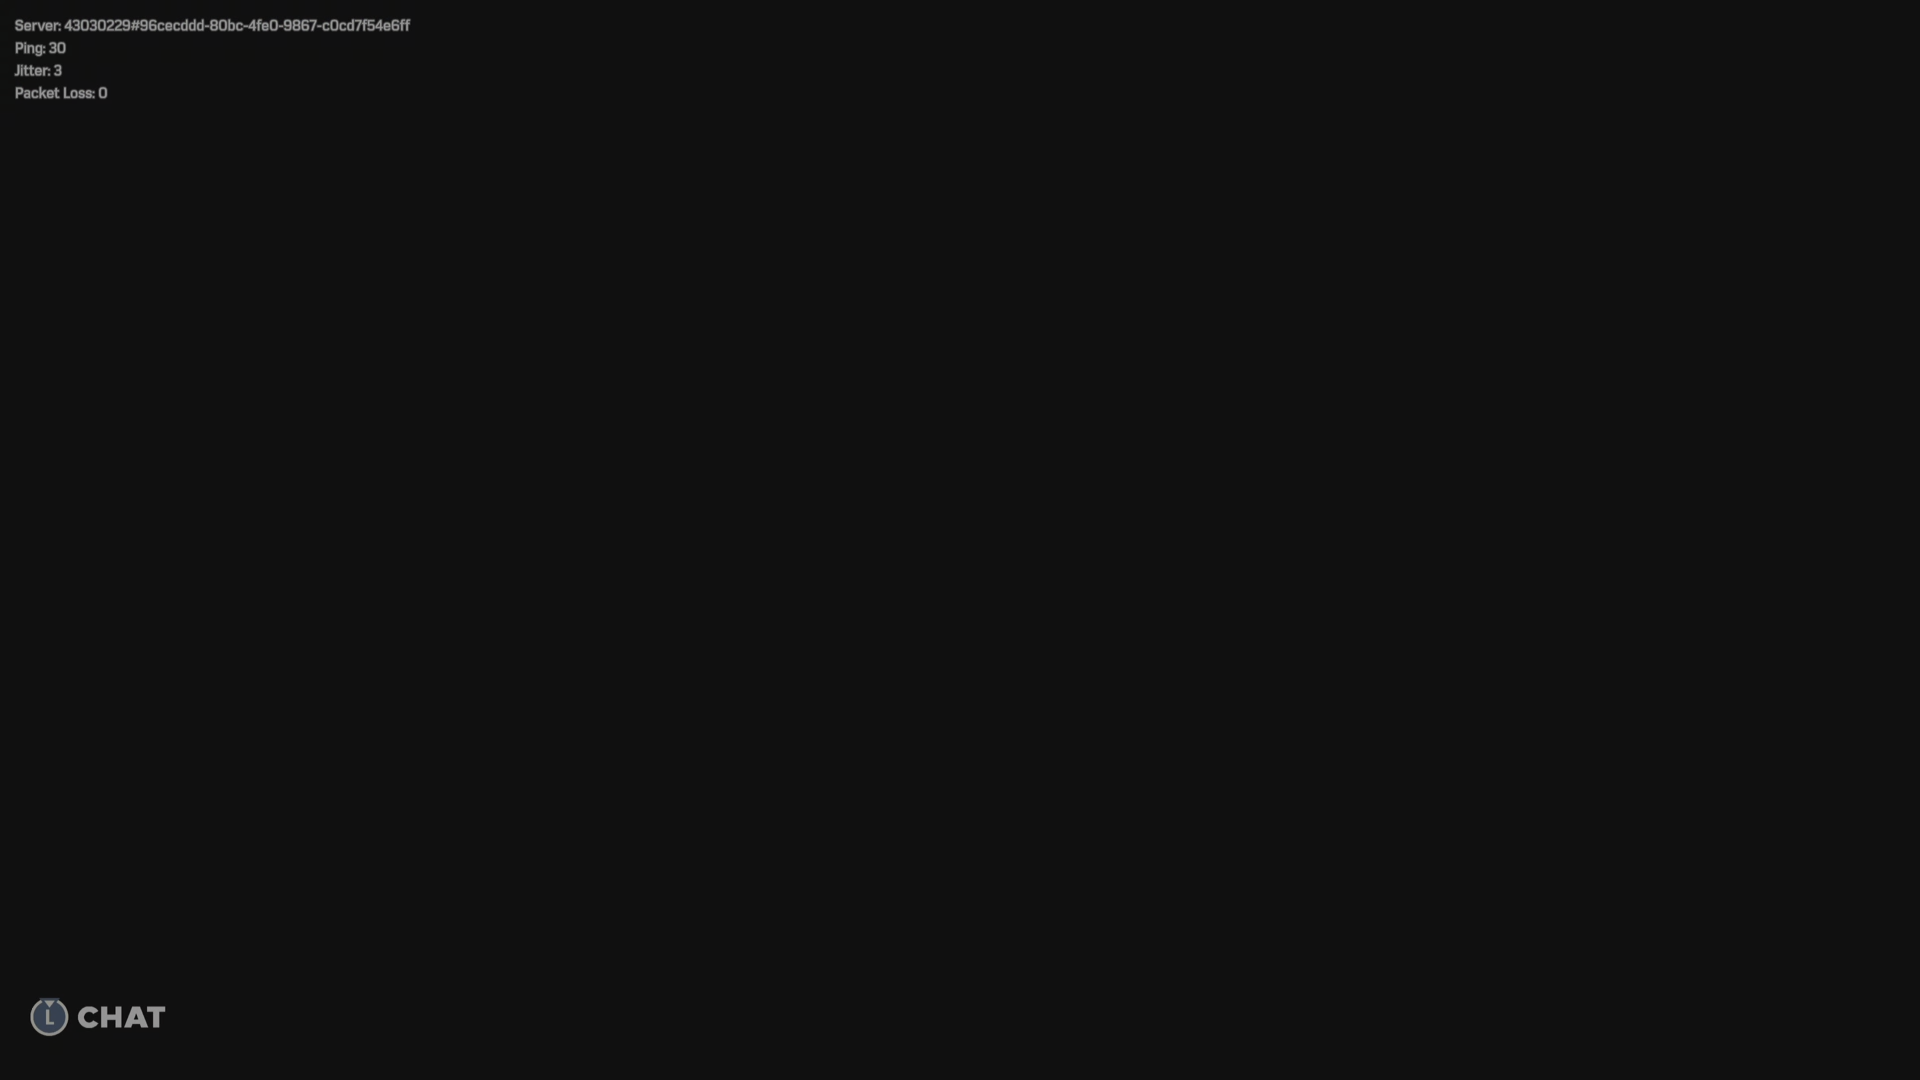 Server: 43030229#96cecddd-80bc-4fe0-9867-c0cd7f54e6ff
Ping: 30
Jitter: 3
Packet Loss: 0
L CHAT